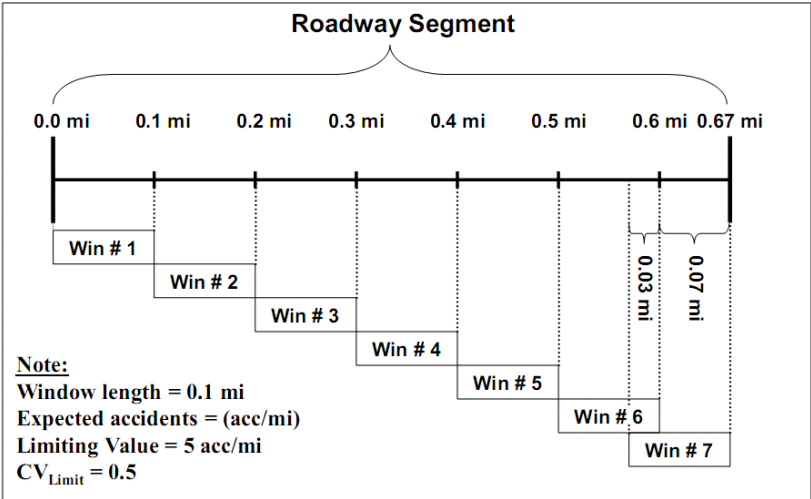 Roadway Segment
0.0 mi 0.1 mi 0.2 mi 0.3 mi 0.4 mi 0.5 mi 0.6 mi 0.67 mi
Win # 1
Win # 2
Win # 3
Win # 4
Win # 5
Win # 6
Win # 7
0.03 mi
0.07 mi
Note:
Window length = 0.1 mi
Expected accidents = (acc/mi)
Limiting Value = 5 acc/mi
CVLimit = 0.5